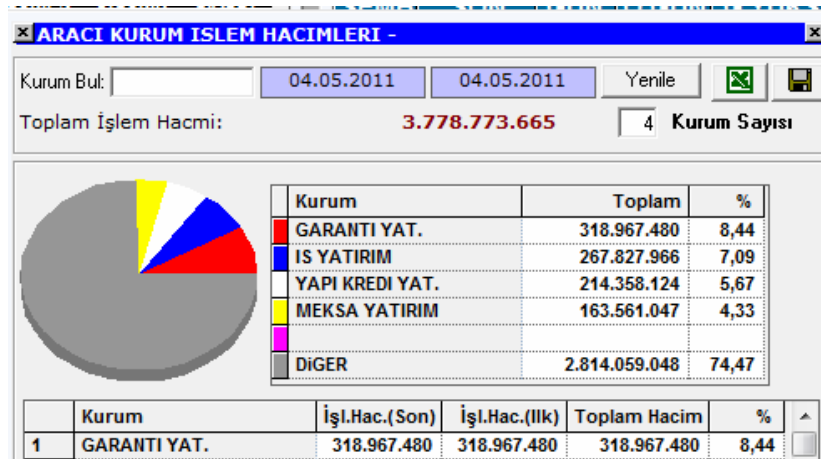 ARACI KURUM ISLEM HACIMLERI -
Kurum Bul: 04.05.2011 04.05.2011 Yenile
Toplam İşlem Hacmi: 3.778.773.665 4 Kurum Sayısı
Kurum Toplam %
GARANTI YAT. 318.967.480 8,44
IS YATIRIM 267.827.966 7,09
YAPI KREDI YAT. 214.358.124 5,67
MEKSA YATIRIM 163.561.047 4,33
DiGER 2.814.059.048 74,47
Kurum İşl.Hac.(Son) İşl.Hac.(Ilk) Toplam Hacim %
1 GARANTI YAT. 318.967.480 318.967.480 318.967.480 8,44